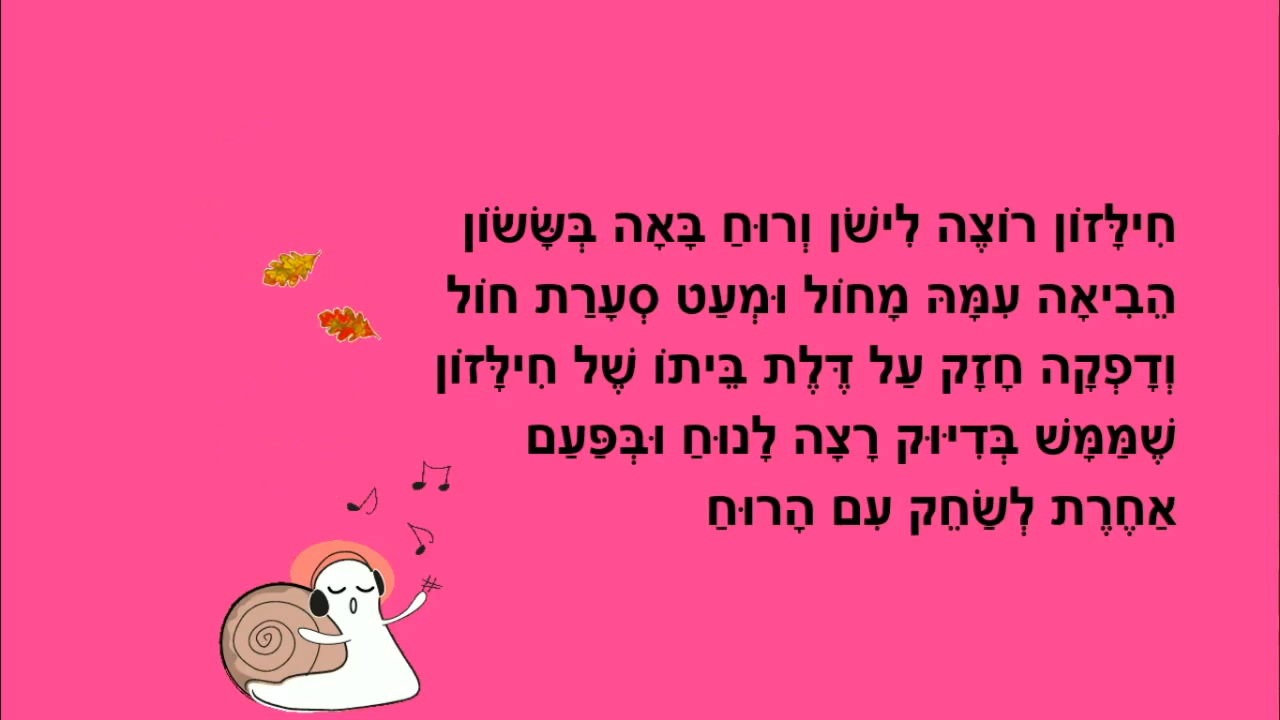 חִילָּזוֹן רוֹצֶה לִישֹׁן וְרוּחַ בָּאָה בְּשָׂשׂוֹן
הֵבִיאָה עִמָּהּ מָחוֹל וּמְעַט סְעָרַת חוֹל
וְדָפְקָה חָזָק עַל דֶּלֶת בֵּיתוֹ שֶׁל חִילָּזוֹן
שֶׁמַּמָּשׁ בְּדִיּוּק רָצָה לָנוּחַ וּבְּפַּעַם
אַחֶרֶת לְשַׂחֵק עִם הָרוּחַ